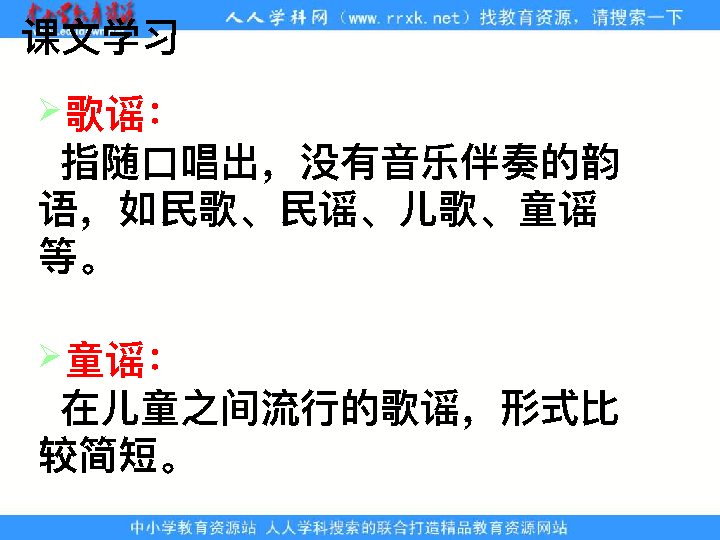 人人学科网（www.rrxk.net）找教育资源，请搜索一下
课文学习
歌谣：
指随口唱出，没有音乐伴奏的韵
语，如民歌、民谣、儿歌、童谣
等。
童谣：
在儿童之间流行的歌谣，形式比
较简短。
中小学教育资源站 人人学科搜索的联合打造精品教育资源网站